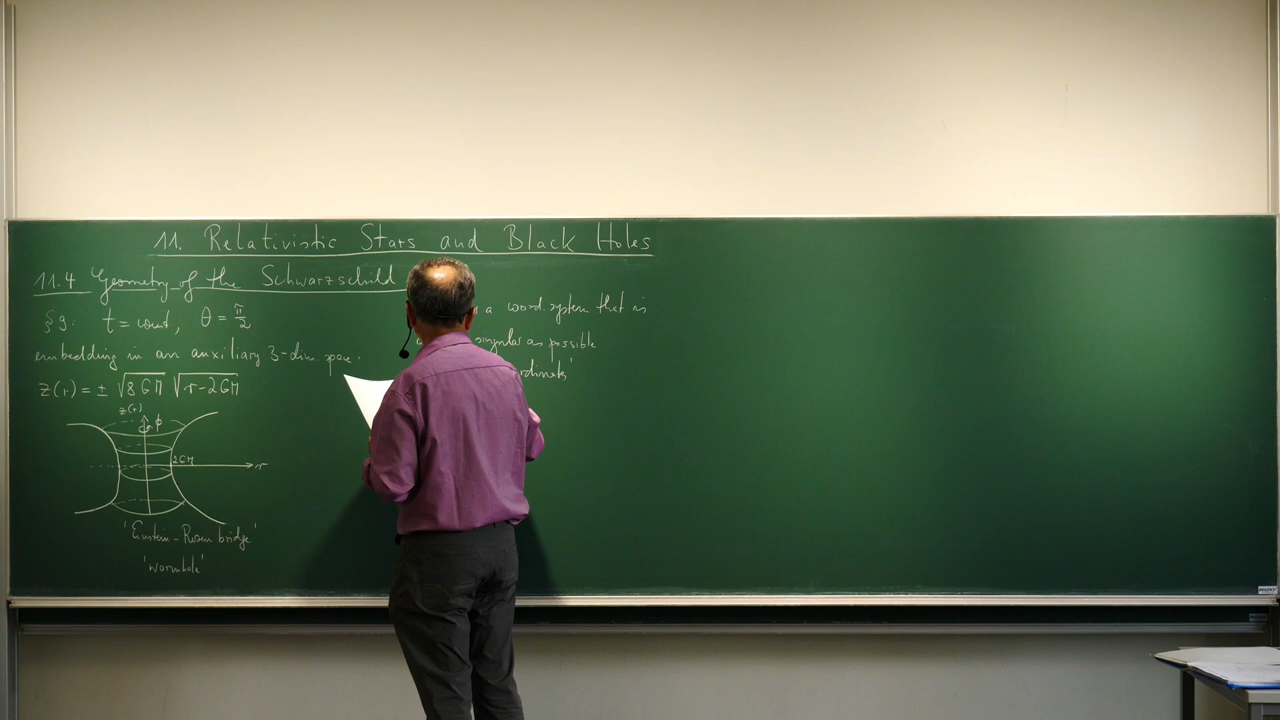 11. Relativistic Stars and Black Holes
11.4 Geometry of the Schwarzschild
t = const, θ = π/2
embedding in an auxiliary 3-dim. space.
z(r) = ± √8GM √r-2GM
z(r)
ϕ
2GM
r
'Einstein-Rosen bridge'
'wormhole'
a coord. system that is
singular as possible